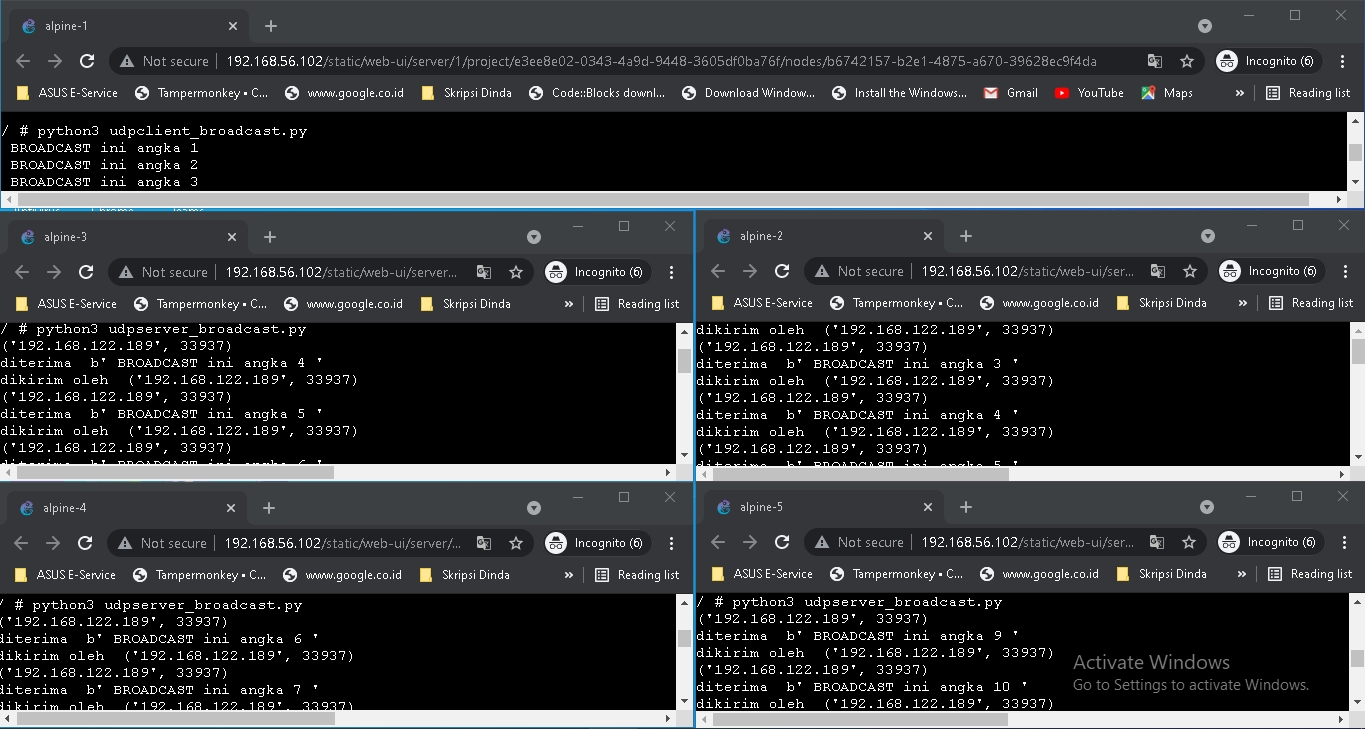 alpine-1
Not secure 192.168.56.102/static/web-ui/server/1/project/e3ee8e02-0343-4a9d-9448-3605df0ba76f/nodes/b6742157-b2e1-4875-a670-39628ec9f4da Incognito (6)
ASUS E-Service Tampermonkey • C... www.google.co.id Skripsi Dinda Code::Blocks downl... Download Window... Install the Windows... Gmail YouTube Maps » Reading list
/ # python3 udpclient_broadcast.py
BROADCAST ini angka 1
BROADCAST ini angka 2
BROADCAST ini angka 3
alpine-3
Not secure 192.168.56.102/static/web-ui/server... Incognito (6)
ASUS E-Service Tampermonkey • C... www.google.co.id Skripsi Dinda » Reading list
/ # python3 udpserver_broadcast.py
('192.168.122.189', 33937)
diterima  b' BROADCAST ini angka 4
dikirim oleh  ('192.168.122.189', 33937)
('192.168.122.189', 33937)
diterima  b' BROADCAST ini angka 5 '
dikirim oleh  ('192.168.122.189', 33937)
('192.168.122.189', 33937)
diterima  b' BROADCAST ini angka 6 '
alpine-2
Not secure 192.168.56.102/static/web-ui/ser... Incognito (6)
ASUS E-Service Tampermonkey • C... www.google.co.id Skripsi Dinda » Reading list
dikirim oleh  ('192.168.122.189', 33937)
('192.168.122.189', 33937)
diterima  b' BROADCAST ini angka 3 '
dikirim oleh  ('192.168.122.189', 33937)
('192.168.122.189', 33937)
diterima  b' BROADCAST ini angka 4 '
dikirim oleh  ('192.168.122.189', 33937)
('192.168.122.189', 33937)
diterima  b' BROADCAST ini angka 5 '
alpine-4
Not secure 192.168.56.102/static/web-ui/server/... Incognito (6)
ASUS E-Service Tampermonkey • C... www.google.co.id Skripsi Dinda » Reading list
/ # python3 udpserver_broadcast.py
('192.168.122.189', 33937)
diterima  b' BROADCAST ini angka 6 '
dikirim oleh  ('192.168.122.189', 33937)
('192.168.122.189', 33937)
diterima  b' BROADCAST ini angka 7 '
dikirim oleh  ('192.168.122.189', 33937)
alpine-5
Not secure 192.168.56.102/static/web-ui/ser... Incognito (6)
ASUS E-Service Tampermonkey • C... www.google.co.id Skripsi Dinda » Reading list
/ # python3 udpserver_broadcast.py
('192.168.122.189', 33937)
diterima  b' BROADCAST ini angka 9 '
dikirim oleh  ('192.168.122.189', 33937)
('192.168.122.189', 33937)
diterima  b' BROADCAST ini angka 10 '
dikirim oleh  ('192.168.122.189', 33937)
Activate Windows
Go to Settings to activate Windows.